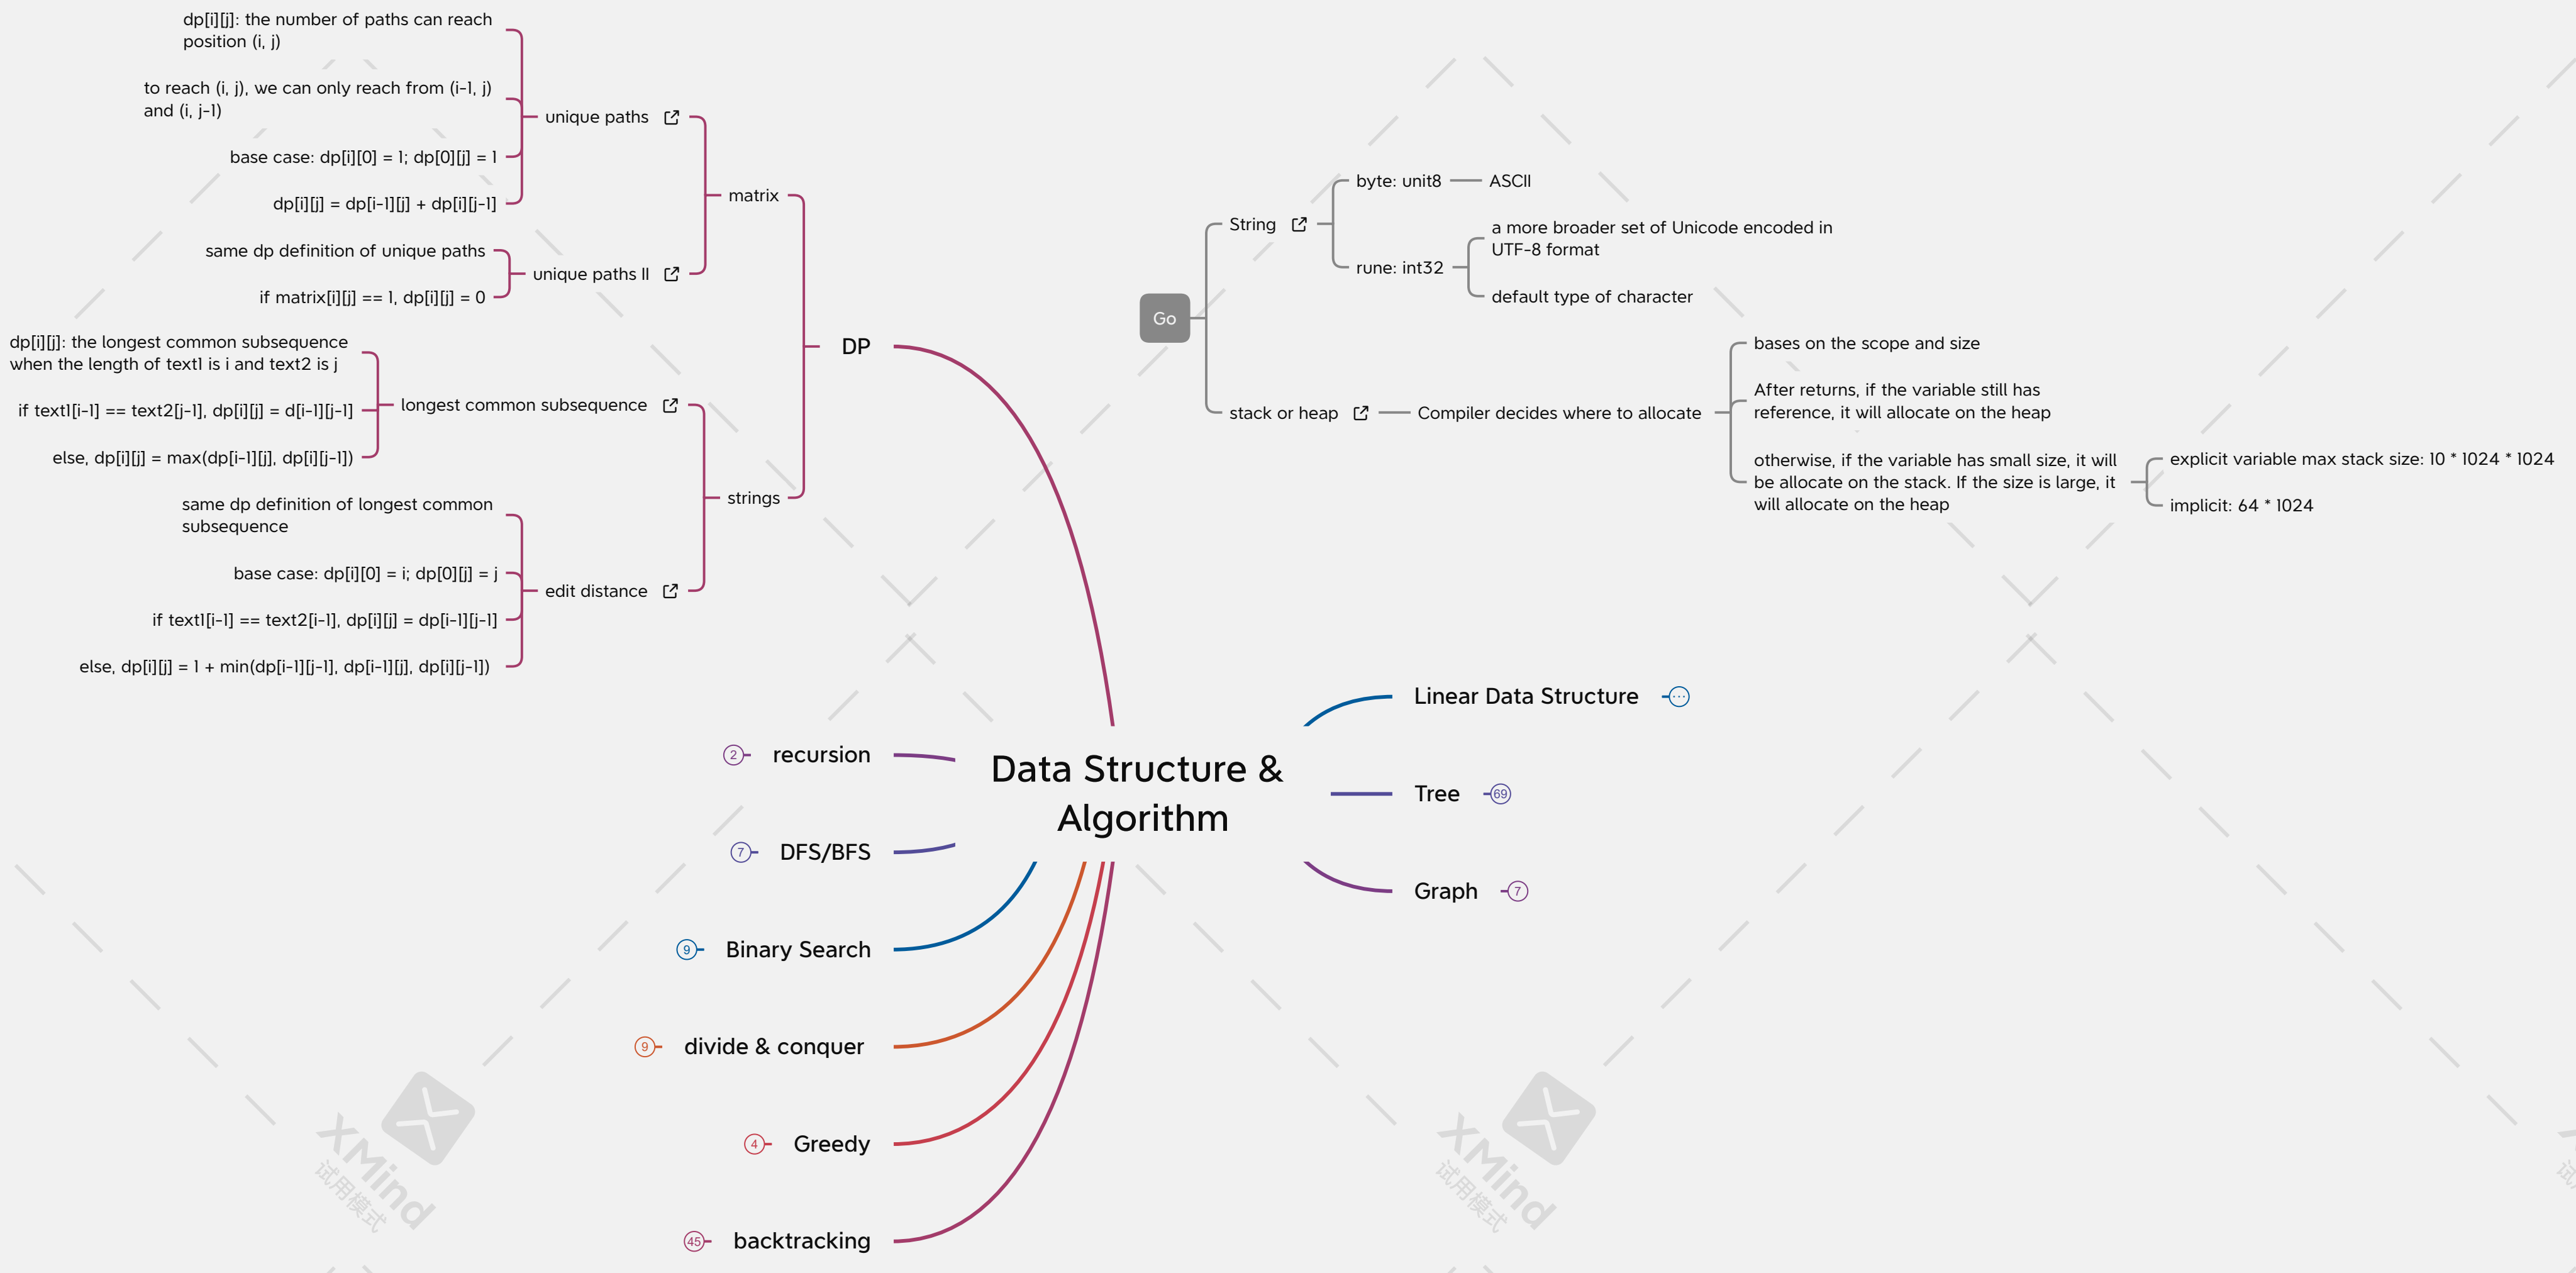 dp[i][j]: the number of paths can reach
position (i, j)
to reach (i, j), we can only reach from (i-1, j)
and (i, j-1)
base case: dp[i][0] = 1; dp[0][j] = 1
dp[i][j] = dp[i-1][j] + dp[i][j-1]
unique paths
same dp definition of unique paths
if matrix[i][j] == 1, dp[i][j] = 0
unique paths II
matrix
dp[i][j]: the longest common subsequence
when the length of text1 is i and text2 is j
if text1[i-1] == text2[j-1], dp[i][j] = d[i-1][j-1]
else, dp[i][j] = max(dp[i-1][j], dp[i][j-1])
longest common subsequence
same dp definition of longest common
subsequence
base case: dp[i][0] = i; dp[0][j] = j
if text1[i-1] == text2[i-1], dp[i][j] = dp[i-1][j-1]
else, dp[i][j] = 1 + min(dp[i-1][j-1], dp[i-1][j], dp[i][j-1])
edit distance
strings
DP
Go
String
byte: unit8
ASCII
rune: int32
a more broader set of Unicode encoded in
UTF-8 format
default type of character
stack or heap
Compiler decides where to allocate
bases on the scope and size
After returns, if the variable still has
reference, it will allocate on the heap
otherwise, if the variable has small size, it will
be allocate on the stack. If the size is large, it
will allocate on the heap
explicit variable max stack size: 10 * 1024 * 1024
implicit: 64 * 1024
Data Structure &
Algorithm
2 recursion
7 DFS/BFS
9 Binary Search
9 divide & conquer
4 Greedy
45 backtracking
Linear Data Structure ...
Tree 69
Graph 7
XMind
试用模式
XMind
试用模式